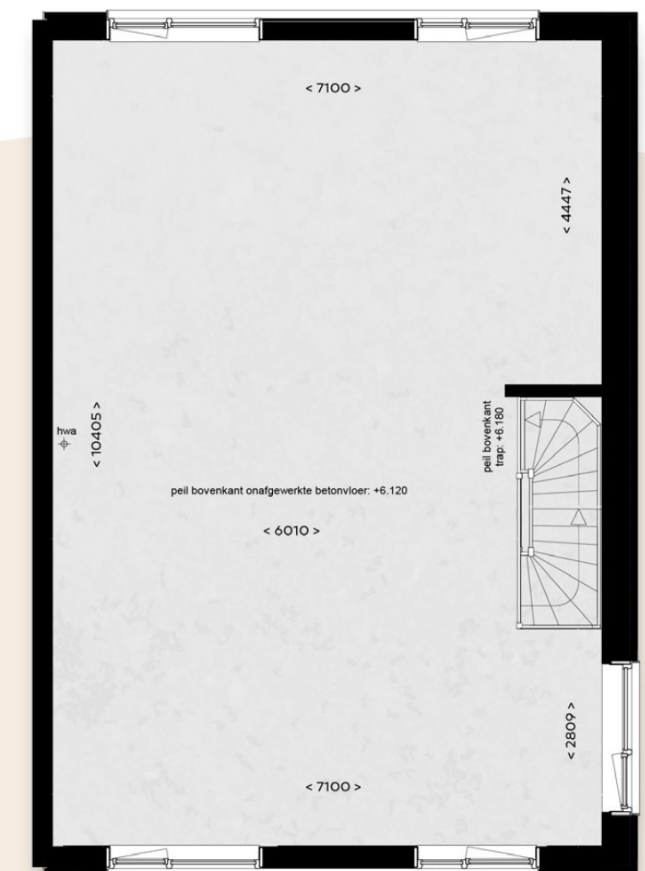 < 7100 >
< 4447 >
hwa
< 10405 >
peil bovenkant
trap: +6.180
peil bovenkant onafgewerkte betonvloer: +6.120
< 6010 >
< 2809 >
< 7100 >